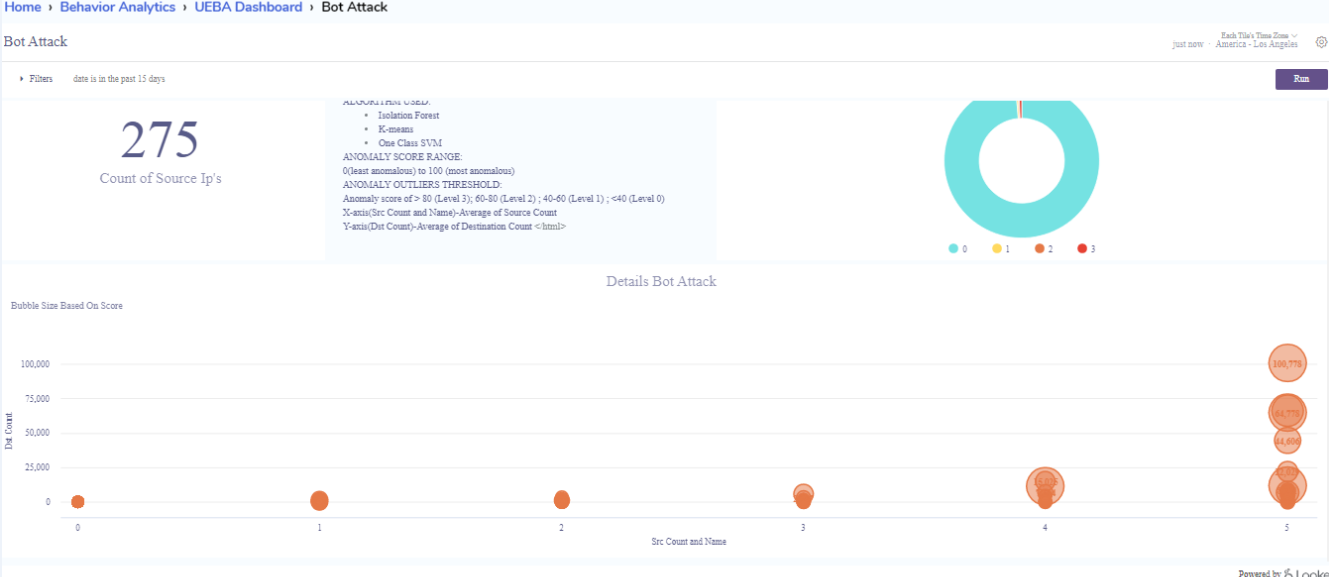 Home › Behavior Analytics › UEBA Dashboard › Bot Attack
Bot Attack
just now · Each Tile's Time Zone
America - Los Angeles
Filters date is in the past 15 days
Run
275
Count of Source Ip's
ALGORITHM USED:
• Isolation Forest
• K-means
• One Class SVM
ANOMALY SCORE RANGE:
0(least anomalous) to 100 (most anomalous)
ANOMALY OUTLIERS THRESHOLD:
Anomaly score of > 80 (Level 3); 60-80 (Level 2) ; 40-60 (Level 1) ; <40 (Level 0)
X-axis(Src Count and Name)-Average of Source Count
Y-axis(Dst Count)-Average of Destination Count </html>
0 1 2 3
Details Bot Attack
Bubble Size Based On Score
Dst Count
100,000
75,000
50,000
25,000
0
100,778
64,778
44,606
0 1 2 3 4 5
Src Count and Name
Powered by Looke